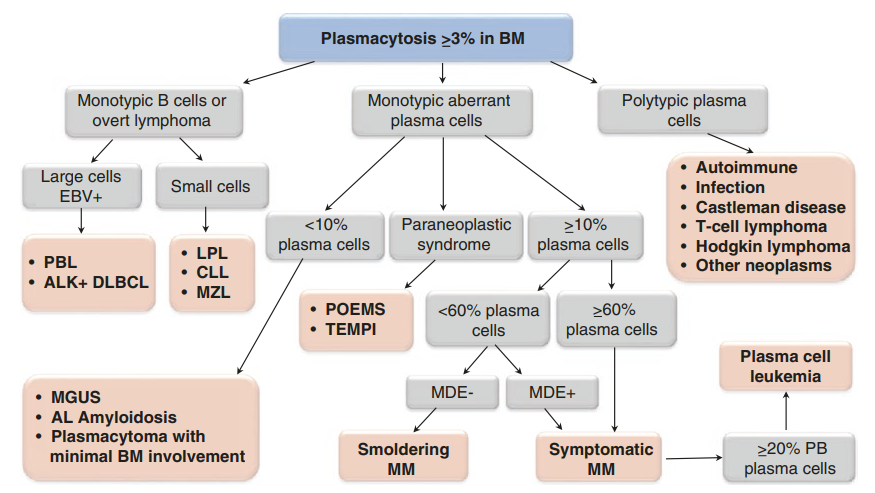 Plasmacytosis ≥3% in BM
Monotypic B cells or
overt lymphoma
Monotypic aberrant
plasma cells
Polytypic plasma
cells
Large cells
EBV+
Small cells
• Autoimmune
• Infection
• Castleman disease
• T-cell lymphoma
• Hodgkin lymphoma
• Other neoplasms
<10%
plasma cells
Paraneoplastic
syndrome
≥10%
plasma cells
• PBL
• ALK+ DLBCL
• LPL
• CLL
• MZL
• POEMS
• TEMPI
<60% plasma
cells
≥60%
plasma cells
Plasma cell
leukemia
• MGUS
• AL Amyloidosis
• Plasmacytoma with
minimal BM involvement
MDE-
MDE+
Smoldering
MM
Symptomatic
MM
≥20% PB
plasma cells